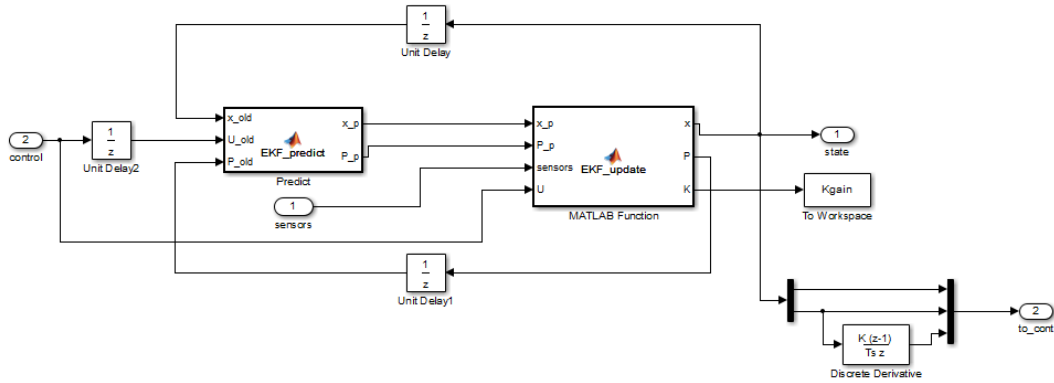 1
z
Unit Delay
x_old
U_old
P_old
EKF_predict
x_p
P_p
Predict
2
control
1
z
Unit Delay2
1
sensors
x_p
P_p
sensors
U
EKF_update
x
P
K
MATLAB Function
1
state
Kgain
To Workspace
1
z
Unit Delay1
K (z-1)
Ts z
Discrete Derivative
2
to_cont